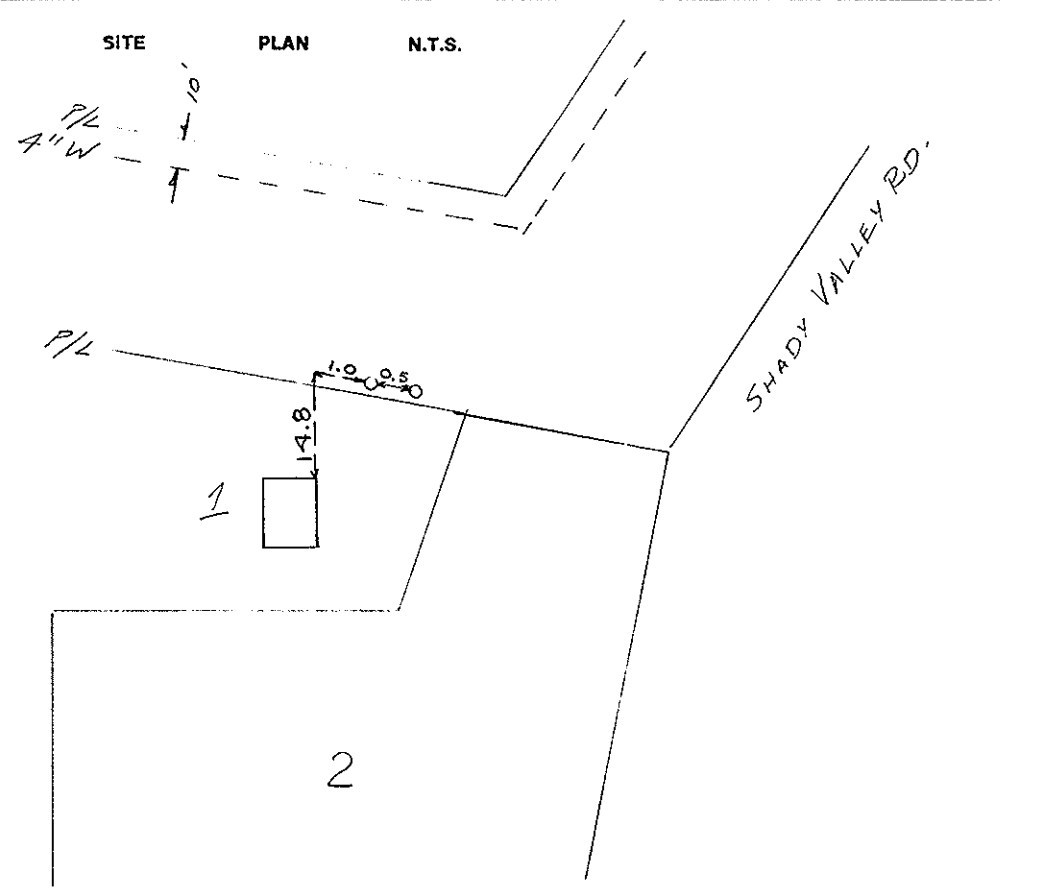 SITE PLAN N.T.S.
10'
P/L
4" W
SHADY VALLEY RD.
P/L
1.0 0.5
14.8
1
2